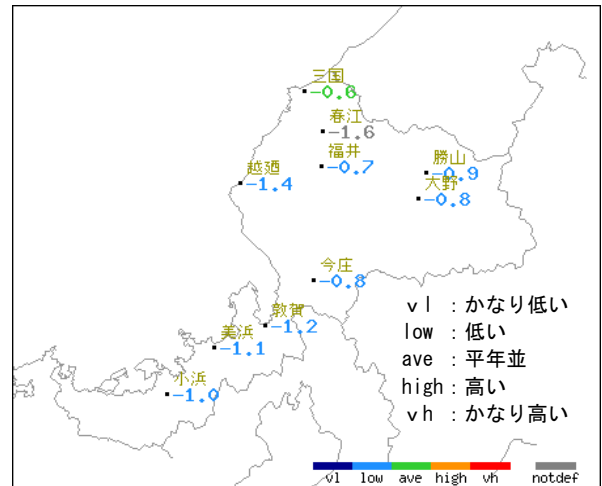 三国
-0.6
春江
-1.6
福井
-0.7
勝山
-0.9
越廼
-1.4
大野
-0.8
今庄
-0.8
敦賀
-1.2
美浜
-1.1
小浜
-1.0
ｖｌ：かなり低い
low：低い
ave：平年並
high：高い
ｖh：かなり高い
vl low ave high vh notdef